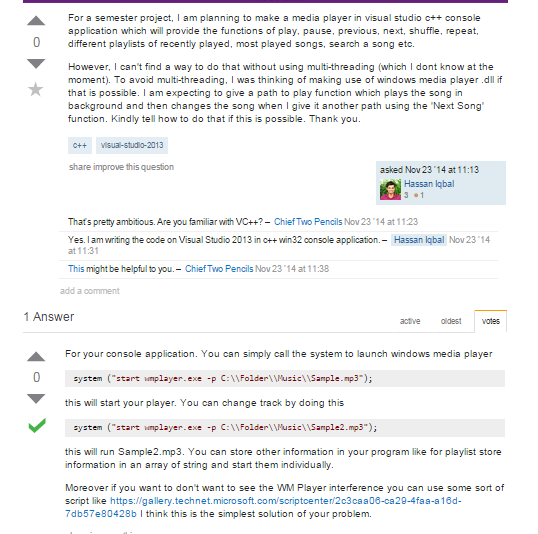 For a semester project, I am planning to make a media player in visual studio c++ console
application which will provide the functions of play, pause, previous, next, shuffle, repeat,
different playlists of recently played, most played songs, search a song etc.
0
However, I can't find a way to do that without using multi-threading (which I dont know at the
moment). To avoid multi-threading, I was thinking of making use of windows media player .dll if
that is possible. I am expecting to give a path to play function which plays the song in
background and then changes the song when I give it another path using the 'Next Song'
function. Kindly tell how to do that if this is possible. Thank you.
c++ visual-studio-2013
share improve this question
asked Nov 23 '14 at 11:13
Hassan Iqbal
3 1
That's pretty ambitious. Are you familiar with VC++? – Chief Two Pencils Nov 23 '14 at 11:23
Yes. I am writing the code on Visual Studio 2013 in c++ win32 console application. – Hassan Iqbal Nov 23 '14
at 11:31
This might be helpful to you. – Chief Two Pencils Nov 23 '14 at 11:38
add a comment
1 Answer
active oldest votes
For your console application. You can simply call the system to launch windows media player
0
system ("start wmplayer.exe -p C:\\Folder\\Music\\Sample.mp3");
this will start your player. You can change track by doing this
system ("start wmplayer.exe -p C:\\Folder\\Music\\Sample2.mp3");
this will run Sample2.mp3. You can store other information in your program like for playlist store
information in an array of string and start them individually.
Moreover if you want to don't want to see the WM Player interference you can use some sort of
script like https://gallery.technet.microsoft.com/scriptcenter/2c3caa06-ca29-4faa-a16d-
7db57e80428b I think this is the simplest solution of your problem.